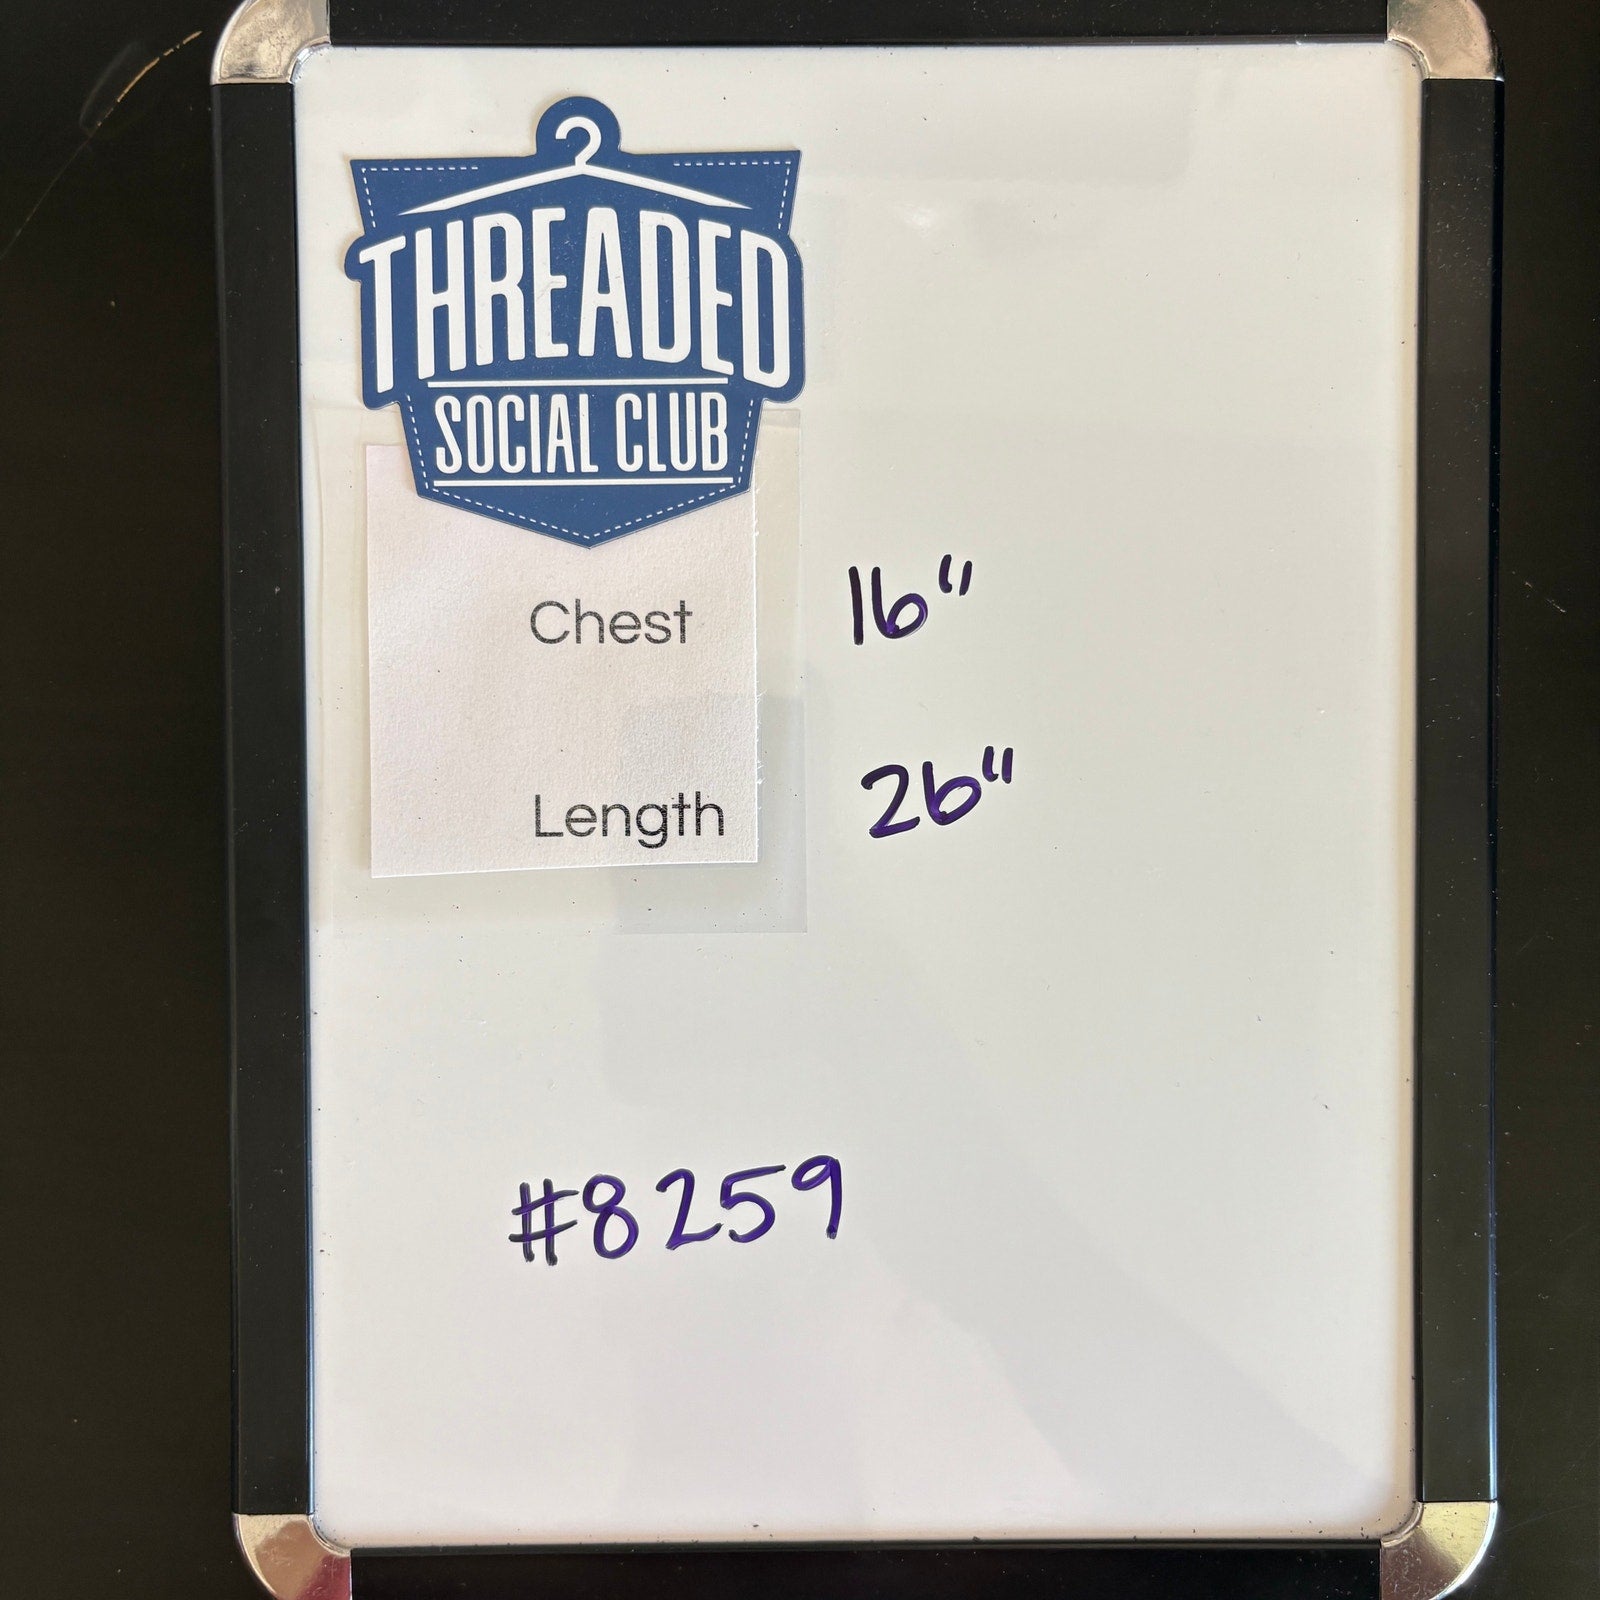 THREADED
SOCIAL CLUB
Chest 16"
Length 26"
#8259